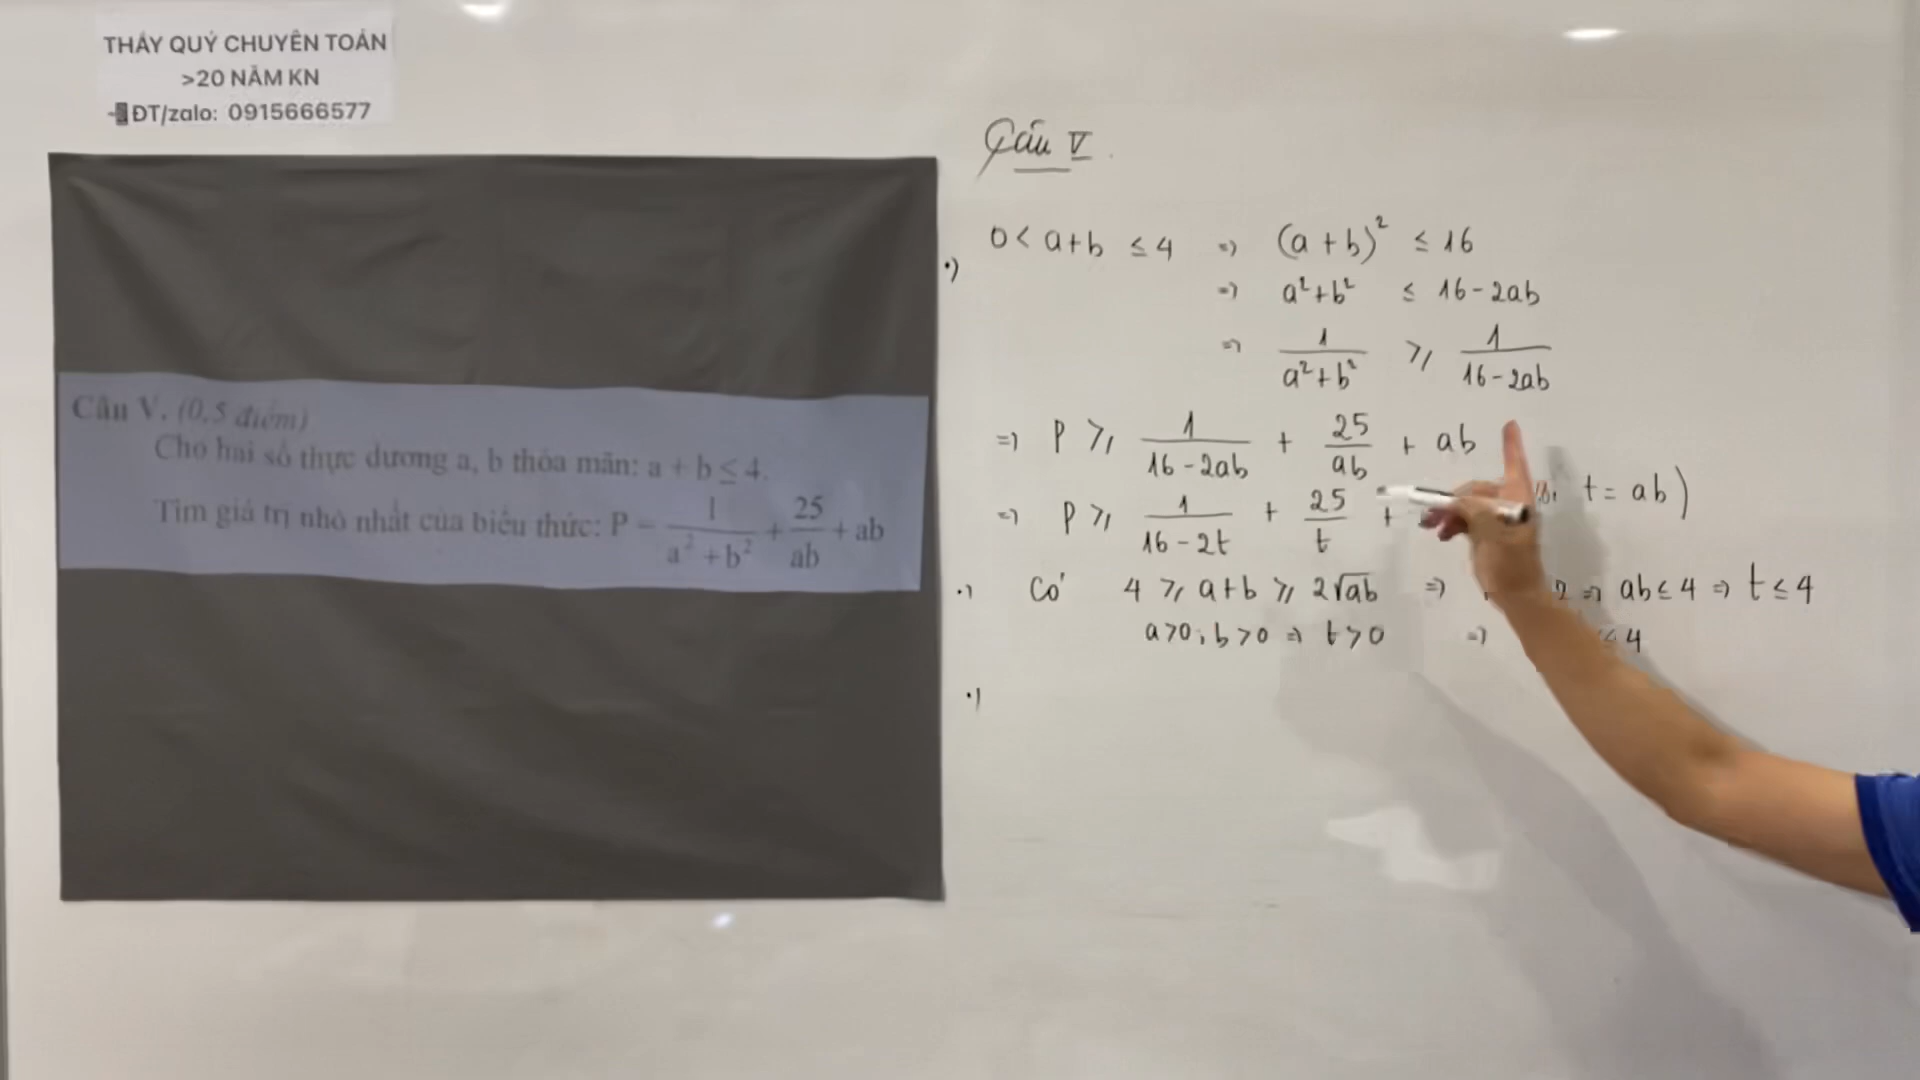 THẦY QUÝ CHUYÊN TOÁN
>20 NĂM KN
ĐT/zalo: 0915666577
Câu V. (0,5 điểm)
Cho hai số thực dương a, b thỏa mãn: a + b ≤ 4.
Tìm giá trị nhỏ nhất của biểu thức: P = 1/(a²+b²) + 25/ab + ab
Câu V.
•) 0 < a+b ≤ 4 => (a + b)² ≤ 16
=> a²+b² ≤ 16-2ab
=> 1/(a²+b²) ≥ 1/(16-2ab)
=> P ≥ 1/(16-2ab) + 25/ab + ab
=> P ≥ 1/(16-2t) + 25/t + t = ab)
•) Có 4 ≥ a+b ≥ 2√ab => 2 => ab ≤ 4 => t ≤ 4
a>0; b>0 => t>0 => ≤ 4
•)